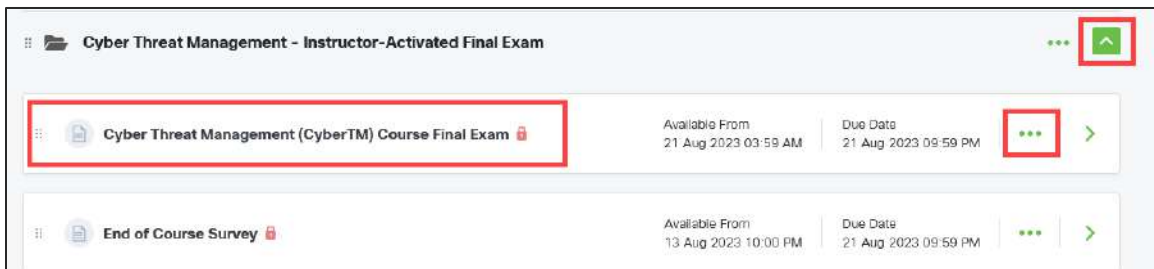 Cyber Threat Management - Instructor-Activated Final Exam
Cyber Threat Management (CyberTM) Course Final Exam
Available From
21 Aug 2023 03:59 AM
Due Date
21 Aug 2023 09:59 PM
End of Course Survey
Available From
13 Aug 2023 10:00 PM
Due Date
21 Aug 2023 09:59 PM